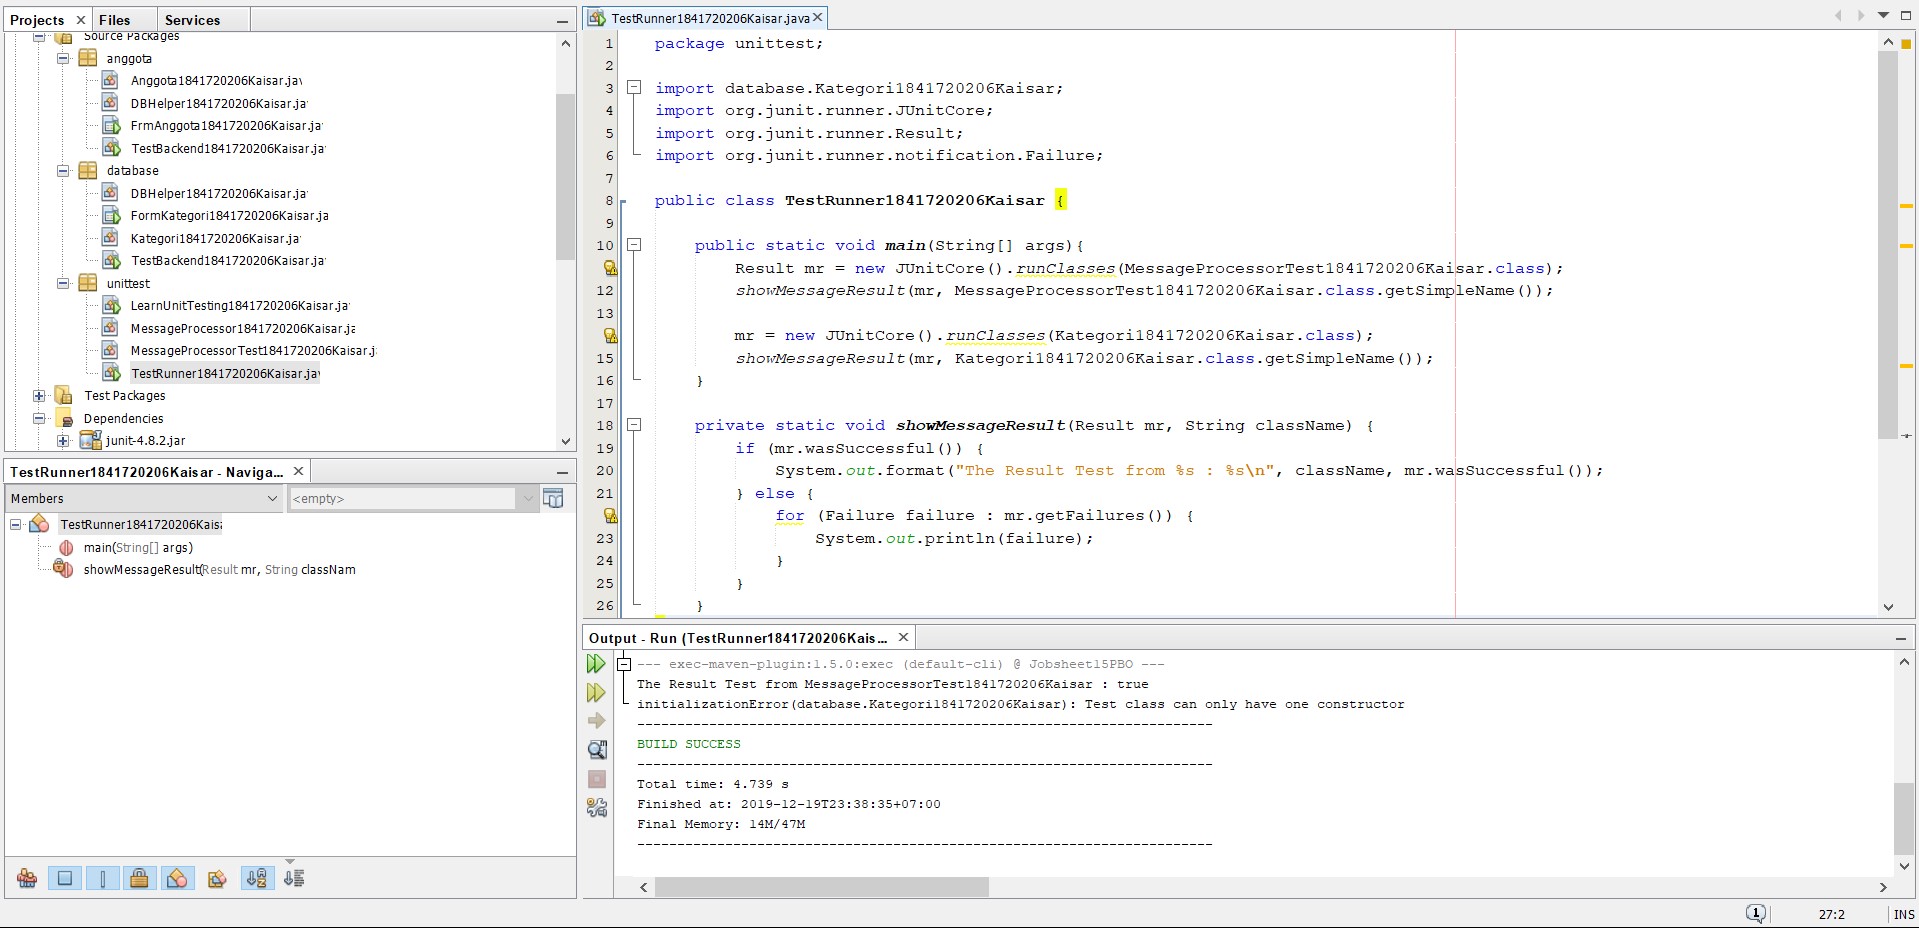 Projects
Files
Services
Source Packages
anggota
Anggota1841720206Kaisar.jav
DBHelper1841720206Kaisar.ja
FrmAnggota1841720206Kaisar.ja
TestBackend1841720206Kaisar.ja
database
DBHelper1841720206Kaisar.ja
FormKategori1841720206Kaisar.ja
Kategori1841720206Kaisar.ja
TestBackend1841720206Kaisar.ja
unittest
LearnUnitTesting1841720206Kaisar.ja
MessageProcessor1841720206Kaisar.ja
MessageProcessorTest1841720206Kaisar.j
TestRunner1841720206Kaisar.jav
Test Packages
Dependencies
junit-4.8.2.jar
TestRunner1841720206Kaisar - Naviga...
Members
<empty>
TestRunner1841720206Kaisa
main(String[] args)
showMessageResult(Result mr, String classNam
TestRunner1841720206Kaisar.java
1 package unittest;
2
3 import database.Kategori1841720206Kaisar;
4 import org.junit.runner.JUnitCore;
5 import org.junit.runner.Result;
6 import org.junit.runner.notification.Failure;
7
8 public class TestRunner1841720206Kaisar {
9
10 public static void main(String[] args){
Result mr = new JUnitCore().runClasses(MessageProcessorTest1841720206Kaisar.class);
12 showMessageResult(mr, MessageProcessorTest1841720206Kaisar.class.getSimpleName());
13
mr = new JUnitCore().runClasses(Kategori1841720206Kaisar.class);
15 showMessageResult(mr, Kategori1841720206Kaisar.class.getSimpleName());
16 }
17
18 private static void showMessageResult(Result mr, String className) {
19 if (mr.wasSuccessful()) {
20 System.out.format("The Result Test from %s : %s\n", className, mr.wasSuccessful());
21 } else {
for (Failure failure : mr.getFailures()) {
23 System.out.println(failure);
24 }
25 }
26 }
Output - Run (TestRunner1841720206Kais...
--- exec-maven-plugin:1.5.0:exec (default-cli) @ Jobsheet15PBO ---
The Result Test from MessageProcessorTest1841720206Kaisar : true
initializationError(database.Kategori1841720206Kaisar): Test class can only have one constructor
------------------------------------------------------------------------
BUILD SUCCESS
------------------------------------------------------------------------
Total time: 4.739 s
Finished at: 2019-12-19T23:38:35+07:00
Final Memory: 14M/47M
------------------------------------------------------------------------
1
27:2
INS